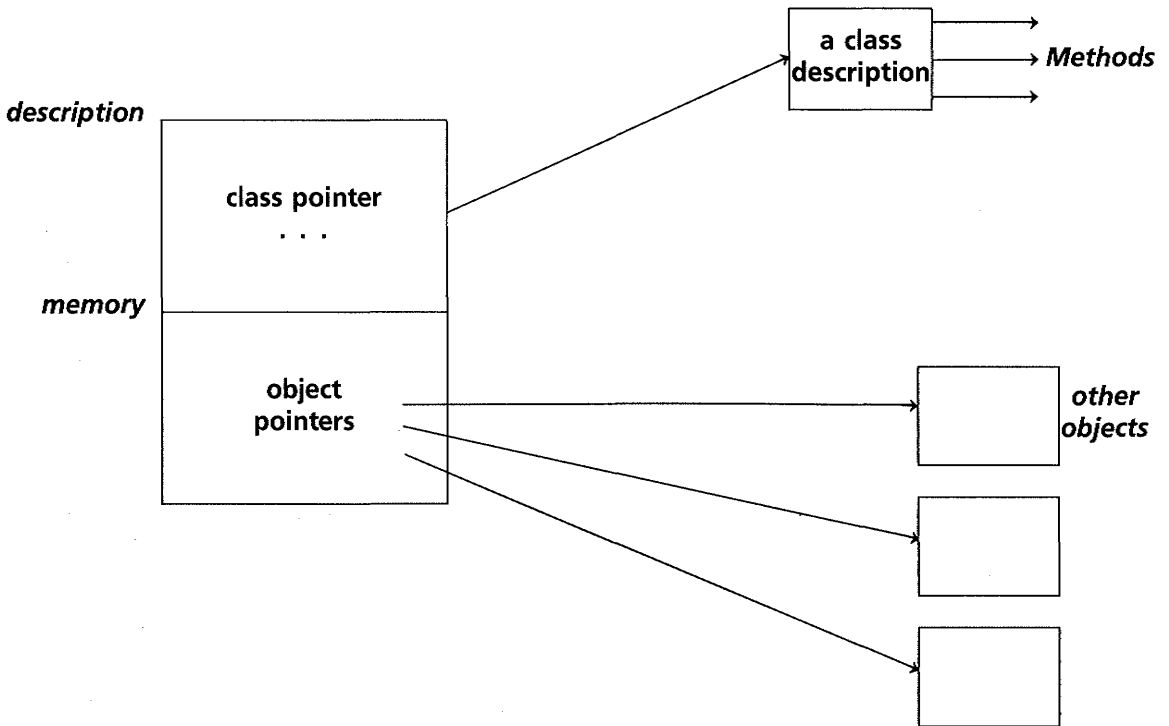 a class
description
Methods
description
class pointer
. . .
memory
object
pointers
other
objects